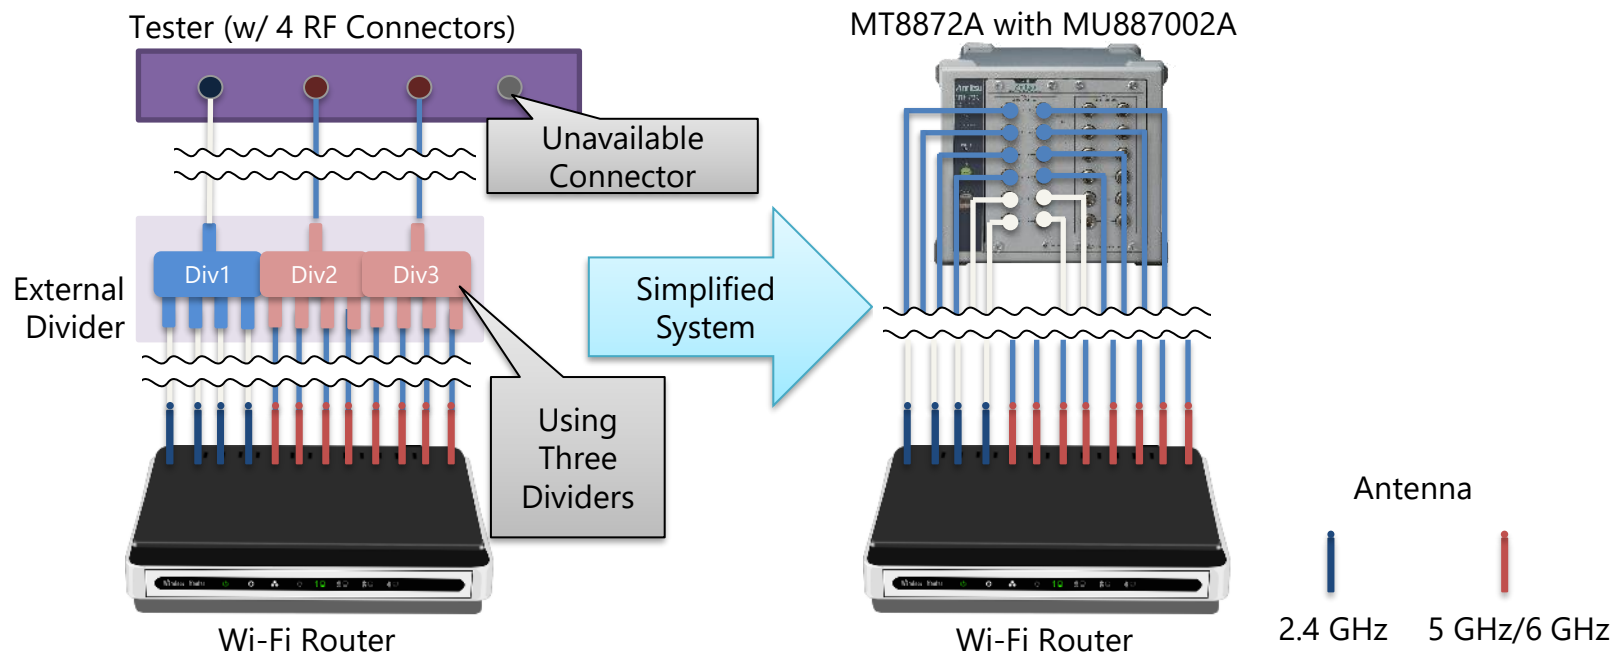 Tester (w/ 4 RF Connectors)
MT8872A with MU887002A
Unavailable
Connector
Div1
Div2
Div3
External
Divider
Simplified
System
Using
Three
Dividers
Antenna
Wi-Fi Router
Wi-Fi Router
2.4 GHz
5 GHz/6 GHz
Anritsu